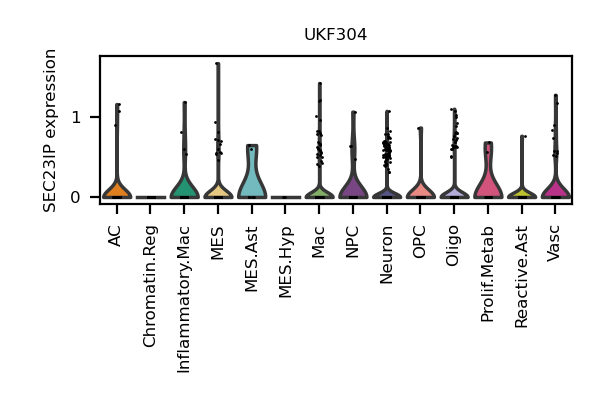 UKF304
SEC23IP expression
1
0
AC
Chromatin.Reg
Inflammatory.Mac
MES
MES.Ast
MES.Hyp
Mac
NPC
Neuron
OPC
Oligo
Prolif.Metab
Reactive.Ast
Vasc